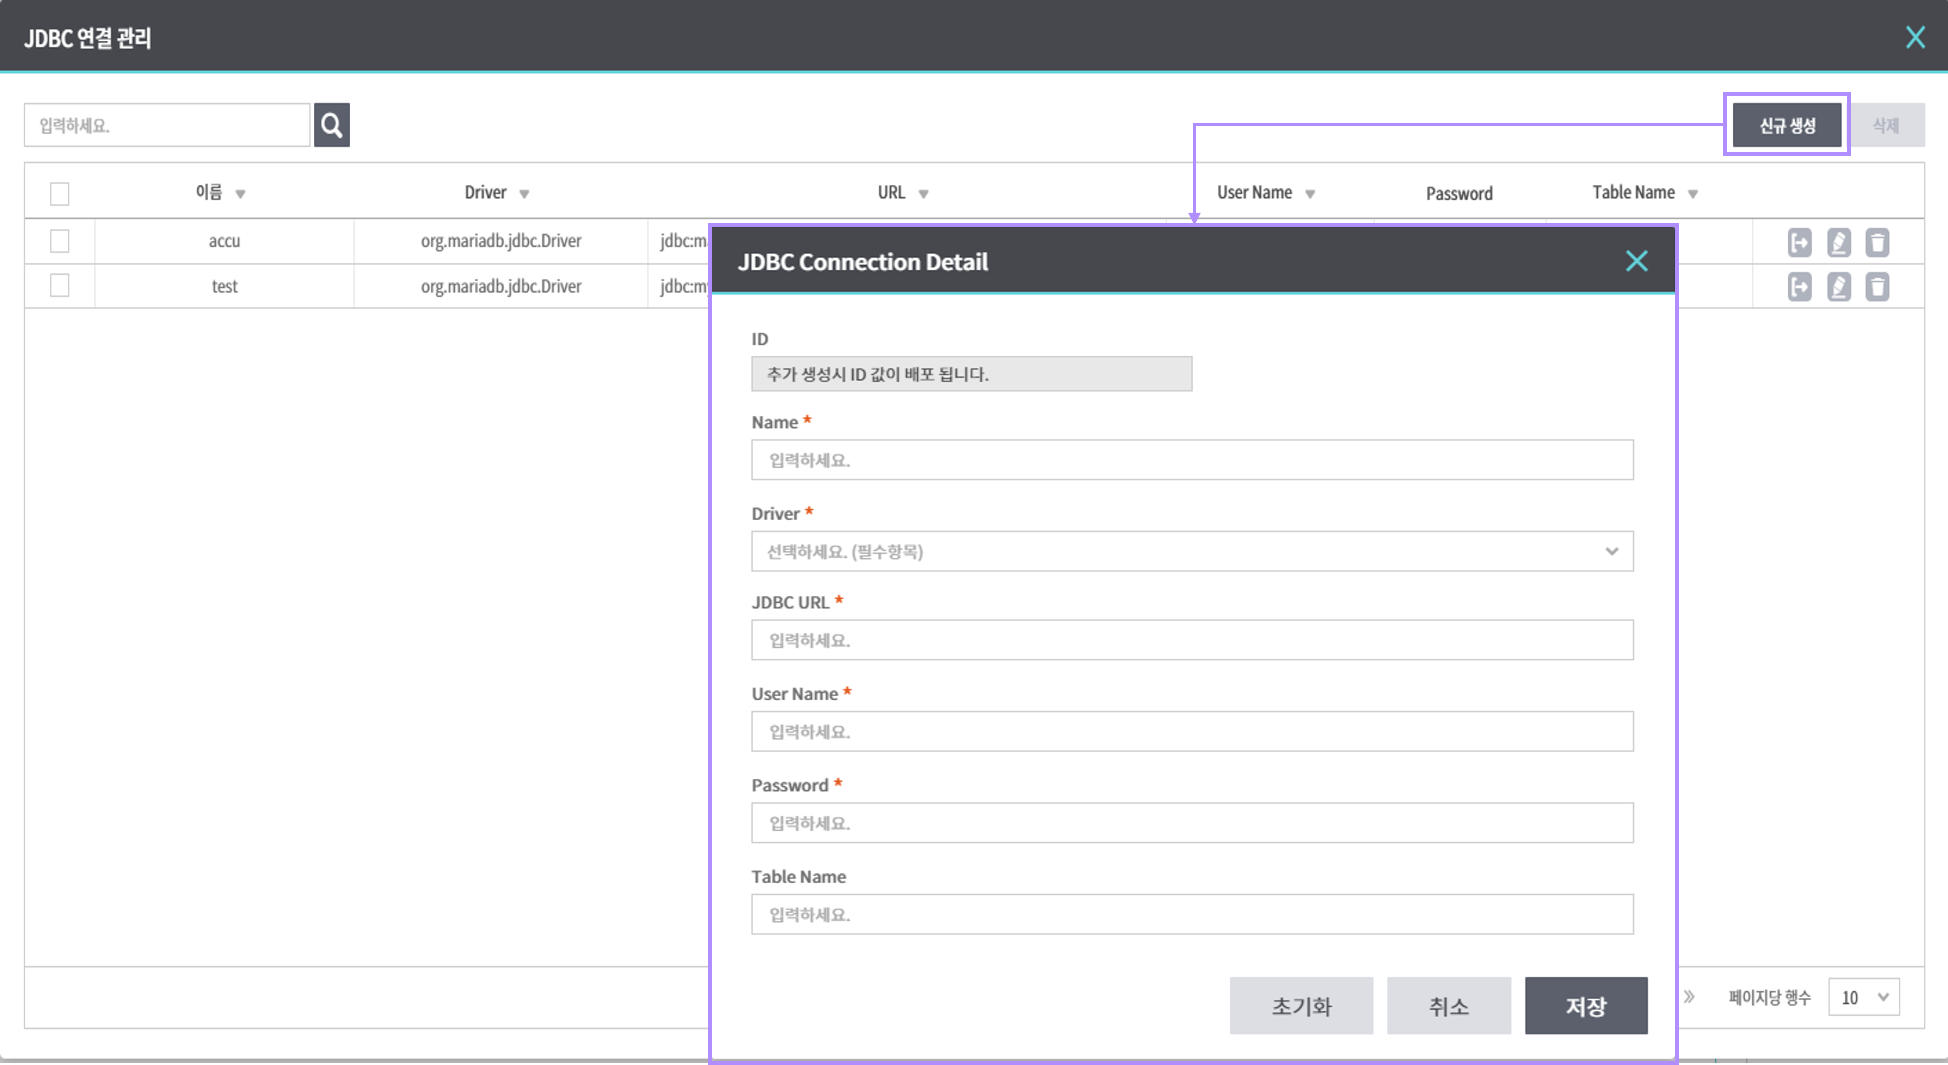 JDBC 연결 관리
입력하세요.
신규 생성 삭제
이름 Driver URL User Name Password Table Name
accu org.mariadb.jdbc.Driver
test org.mariadb.jdbc.Driver
JDBC Connection Detail
ID
추가 생성시 ID 값이 배포 됩니다.
Name *
입력하세요.
Driver *
선택하세요. (필수항목)
JDBC URL *
입력하세요.
User Name *
입력하세요.
Password *
입력하세요.
Table Name
입력하세요.
초기화 취소 저장
페이지당 행수 10